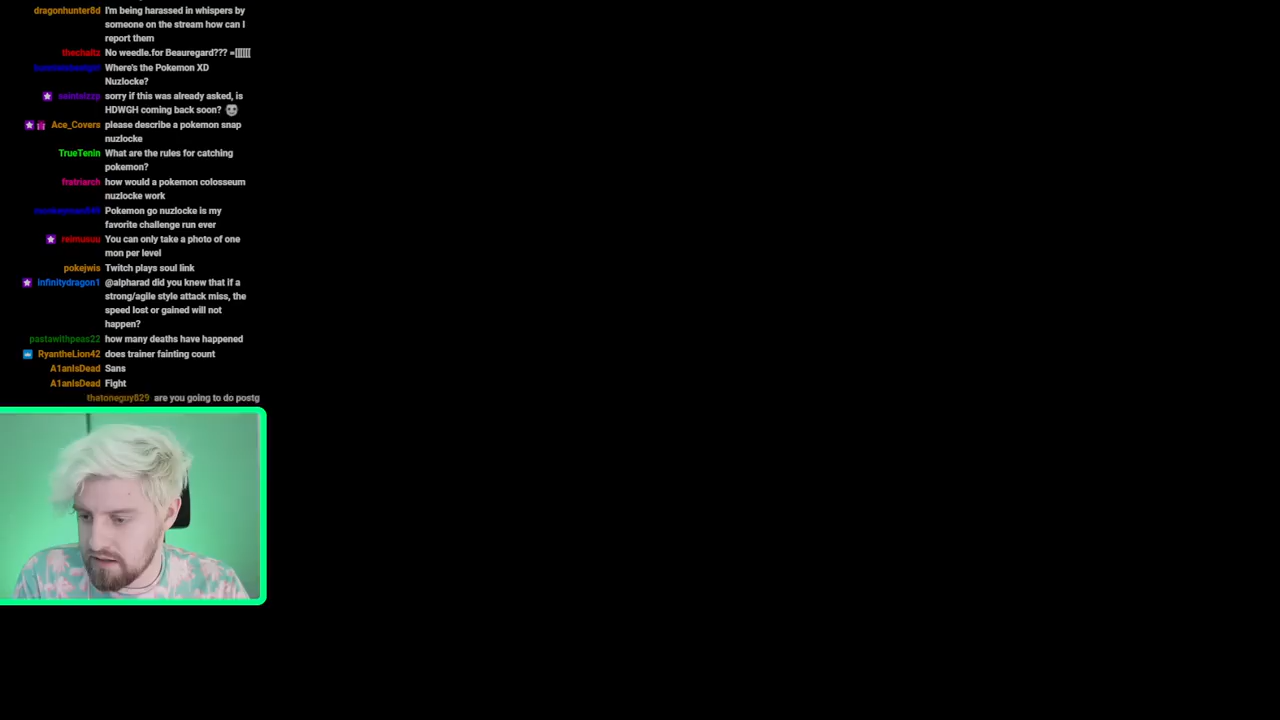 dragonhunter8d I'm being harassed in whispers by
someone on the stream how can I
report them
thechaitz No weedle.for Beauregard??? =[[[[[[
Where's the Pokemon XD
Nuzlocke?
saintsizzy sorry if this was already asked, is
HDWGH coming back soon?
Ace_Covers please describe a pokemon snap
nuzlocke
TrueTenin What are the rules for catching
pokemon?
fratriarch how would a pokemon colosseum
nuzlocke work
Pokemon go nuzlocke is my
favorite challenge run ever
reimusuu You can only take a photo of one
mon per level
pokejwis Twitch plays soul link
infinitydragon1 @alpharad did you knew that if a
strong/agile style attack miss, the
speed lost or gained will not
happen?
pastawithpeas22 how many deaths have happened
RyantheLion42 does trainer fainting count
A1anIsDead Sans
A1anIsDead Fight
thatoneguy829 are you going to do postg